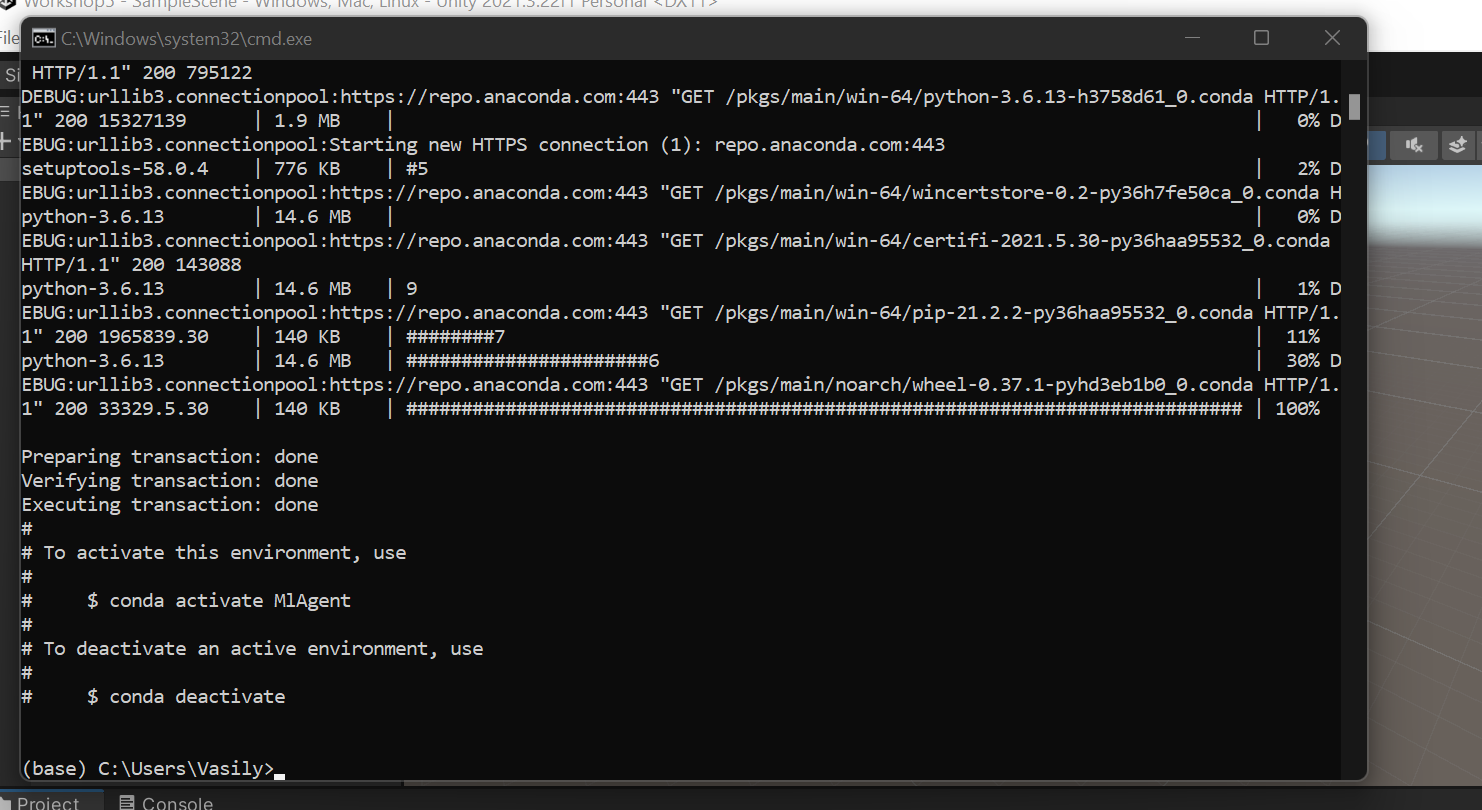 Workshop5 - SampleScene - Windows, Mac, Linux - Unity 2021.3.22f1 Personal <DX11>
File
C:\Windows\system32\cmd.exe
HTTP/1.1" 200 795122
DEBUG:urllib3.connectionpool:https://repo.anaconda.com:443 "GET /pkgs/main/win-64/python-3.6.13-h3758d61_0.conda HTTP/1.
1" 200 15327139      | 1.9 MB    |                                                                               |   0% D
EBUG:urllib3.connectionpool:Starting new HTTPS connection (1): repo.anaconda.com:443
setuptools-58.0.4    | 776 KB    | #5                                                                            |   2% D
EBUG:urllib3.connectionpool:https://repo.anaconda.com:443 "GET /pkgs/main/win-64/wincertstore-0.2-py36h7fe50ca_0.conda H
python-3.6.13        | 14.6 MB   |                                                                               |   0% D
EBUG:urllib3.connectionpool:https://repo.anaconda.com:443 "GET /pkgs/main/win-64/certifi-2021.5.30-py36haa95532_0.conda
HTTP/1.1" 200 143088
python-3.6.13        | 14.6 MB   | 9                                                                             |   1% D
EBUG:urllib3.connectionpool:https://repo.anaconda.com:443 "GET /pkgs/main/win-64/pip-21.2.2-py36haa95532_0.conda HTTP/1.
1" 200 1965839.30    | 140 KB    | ########7                                                                     |  11%
python-3.6.13        | 14.6 MB   | ######################6                                                       |  30% D
EBUG:urllib3.connectionpool:https://repo.anaconda.com:443 "GET /pkgs/main/noarch/wheel-0.37.1-pyhd3eb1b0_0.conda HTTP/1.
1" 200 33329.5.30    | 140 KB    | ############################################################################ | 100%
Preparing transaction: done
Verifying transaction: done
Executing transaction: done
#
# To activate this environment, use
#
#     $ conda activate MlAgent
#
# To deactivate an active environment, use
#
#     $ conda deactivate
(base) C:\Users\Vasily>
Project
Console